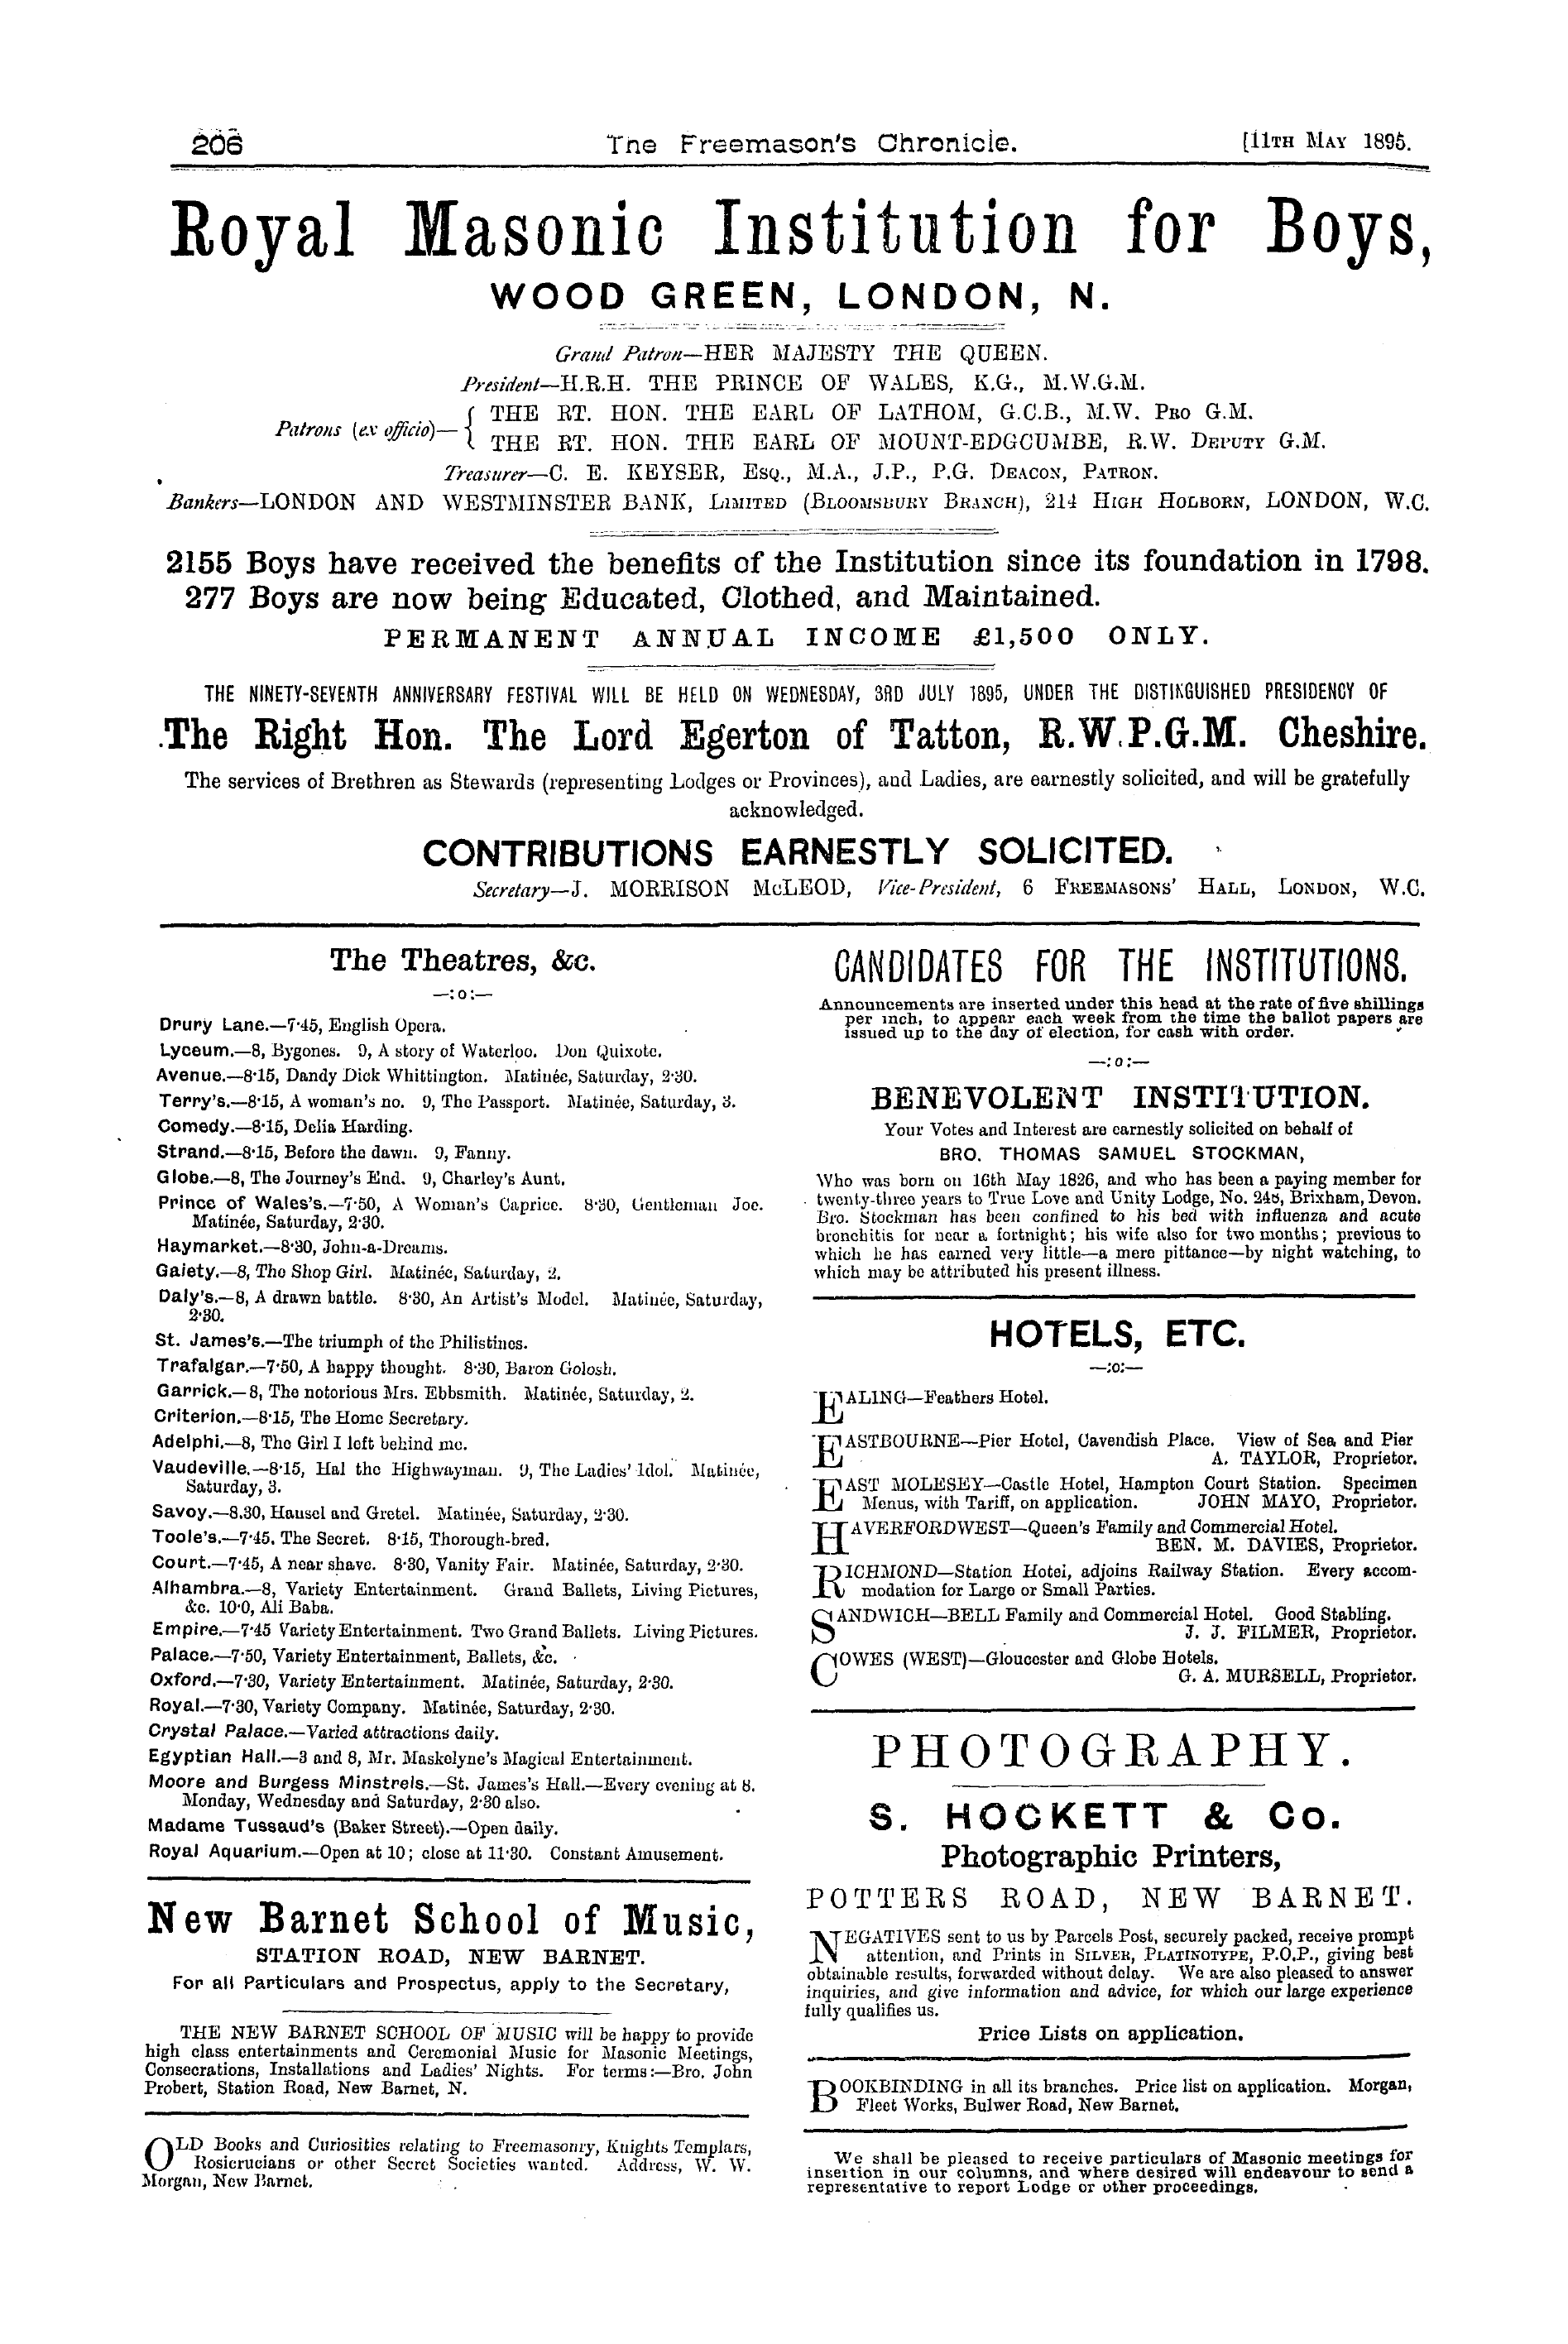 206 The Freemason's Chronicle. [11TH MAY 1895.
Royal Masonic Institution for Boys,
WOOD GREEN, LONDON, N.
Grand Patron—HER MAJESTY THE QUEEN.
President—H.R.H. THE PRINCE OF WALES, K.G., M.W.G.M.
Patrons (ex officio)— { THE RT. HON. THE EARL OF LATHOM, G.C.B., M.W. PRO G.M.
THE RT. HON. THE EARL OF MOUNT-EDGCUMBE, R.W. DEPUTY G.M.
Treasurer—C. E. KEYSER, ESQ., M.A., J.P., P.G. DEACON, PATRON.
Bankers—LONDON AND WESTMINSTER BANK, LIMITED (BLOOMSBURY BRANCH), 214 HIGH HOLBORN, LONDON, W.C.
2155 Boys have received the benefits of the Institution since its foundation in 1798.
277 Boys are now being Educated, Clothed, and Maintained.
PERMANENT ANNUAL INCOME £1,500 ONLY.
THE NINETY-SEVENTH ANNIVERSARY FESTIVAL WILL BE HELD ON WEDNESDAY, 3RD JULY 1895, UNDER THE DISTINGUISHED PRESIDENCY OF
The Right Hon. The Lord Egerton of Tatton, R.W.P.G.M. Cheshire.
The services of Brethren as Stewards (representing Lodges or Provinces), and Ladies, are earnestly solicited, and will be gratefully
acknowledged.
CONTRIBUTIONS EARNESTLY SOLICITED.
Secretary—J. MORRISON McLEOD, Vice-President, 6 FREEMASONS' HALL, LONDON, W.C.
The Theatres, &c.
—:o:—
Drury Lane.—7·45, English Opera.
Lyceum.—8, Bygones. 9, A story of Waterloo. Don Quixote.
Avenue.—8·15, Dandy Dick Whittington. Matinée, Saturday, 2·30.
Terry's.—8·15, A woman's no. 9, The Passport. Matinée, Saturday, 3.
Comedy.—8·15, Delia Harding.
Strand.—8·15, Before the dawn. 9, Fanny.
Globe.—8, The Journey's End. 9, Charley's Aunt.
Prince of Wales's.—7·50, A Woman's Caprice. 8·30, Gentleman Joe.
Matinée, Saturday, 2·30.
Haymarket.—8·30, John-a-Dreams.
Gaiety.—8, The Shop Girl. Matinée, Saturday, 2.
Daly's.—8, A drawn battle. 8·30, An Artist's Model. Matinée, Saturday,
2·30.
St. James's.—The triumph of the Philistines.
Trafalgar.—7·50, A happy thought. 8·30, Baron Golosh.
Garrick.—8, The notorious Mrs. Ebbsmith. Matinée, Saturday, 2.
Criterion.—8·15, The Home Secretary.
Adelphi.—8, The Girl I left behind me.
Vaudeville.—8·15, Hal the Highwayman. 9, The Ladies' Idol. Matinée,
Saturday, 3.
Savoy.—8.30, Hansel and Gretel. Matinée, Saturday, 2·30.
Toole's.—7·45. The Secret. 8·15, Thorough-bred.
Court.—7·45, A near shave. 8·30, Vanity Fair. Matinée, Saturday, 2·30.
Alhambra.—8, Variety Entertainment. Grand Ballets, Living Pictures,
&c. 10·0, Ali Baba.
Empire.—7·45 Variety Entertainment. Two Grand Ballets. Living Pictures.
Palace.—7·50, Variety Entertainment, Ballets, &c.
Oxford.—7·30, Variety Entertainment. Matinée, Saturday, 2·30.
Royal.—7·30, Variety Company. Matinée, Saturday, 2·30.
Crystal Palace.—Varied attractions daily.
Egyptian Hall.—3 and 8, Mr. Maskelyne's Magical Entertainment.
Moore and Burgess Minstrels.—St. James's Hall.—Every evening at 8.
Monday, Wednesday and Saturday, 2·30 also.
Madame Tussaud's (Baker Street).—Open daily.
Royal Aquarium.—Open at 10; close at 11·30. Constant Amusement.
New Barnet School of Music,
STATION ROAD, NEW BARNET.
For all Particulars and Prospectus, apply to the Secretary,
THE NEW BARNET SCHOOL OF MUSIC will be happy to provide
high class entertainments and Ceremonial Music for Masonic Meetings,
Consecrations, Installations and Ladies' Nights. For terms:—Bro. John
Probert, Station Road, New Barnet, N.
OLD Books and Curiosities relating to Freemasonry, Knights Templars,
Rosicrucians or other Secret Societies wanted. Address, W. W.
Morgan, New Barnet.
CANDIDATES FOR THE INSTITUTIONS.
Announcements are inserted under this head at the rate of five shillings
per inch, to appear each week from the time the ballot papers are
issued up to the day of election, for cash with order.
—:o:—
BENEVOLENT INSTITUTION.
Your Votes and Interest are earnestly solicited on behalf of
BRO. THOMAS SAMUEL STOCKMAN,
Who was born on 16th May 1826, and who has been a paying member for
twenty-three years to True Love and Unity Lodge, No. 248, Brixham, Devon.
Bro. Stockman has been confined to his bed with influenza and acute
bronchitis for near a fortnight; his wife also for two months; previous to
which he has earned very little—a mere pittance—by night watching, to
which may be attributed his present illness.
HOTELS, ETC.
—:o:—
EALING—Feathers Hotel.
EASTBOURNE—Pier Hotel, Cavendish Place. View of Sea and Pier
A. TAYLOR, Proprietor.
EAST MOLESEY—Castle Hotel, Hampton Court Station. Specimen
Menus, with Tariff, on application. JOHN MAYO, Proprietor.
HAVERFORDWEST—Queen's Family and Commercial Hotel.
BEN. M. DAVIES, Proprietor.
RICHMOND—Station Hotel, adjoins Railway Station. Every accom-
modation for Large or Small Parties.
SANDWICH—BELL Family and Commercial Hotel. Good Stabling.
J. J. FILMER, Proprietor.
COWES (WEST)—Gloucester and Globe Hotels.
G. A. MURSELL, Proprietor.
PHOTOGRAPHY.
S. HOCKETT & Co.
Photographic Printers,
POTTERS ROAD, NEW BARNET.
NEGATIVES sent to us by Parcels Post, securely packed, receive prompt
attention, and Prints in SILVER, PLATINOTYPE, P.O.P., giving best
obtainable results, forwarded without delay. We are also pleased to answer
inquiries, and give information and advice, for which our large experience
fully qualifies us.
Price Lists on application.
BOOKBINDING in all its branches. Price list on application. Morgan,
Fleet Works, Bulwer Road, New Barnet.
We shall be pleased to receive particulars of Masonic meetings for
insertion in our columns, and where desired will endeavour to send a
representative to report Lodge or other proceedings.